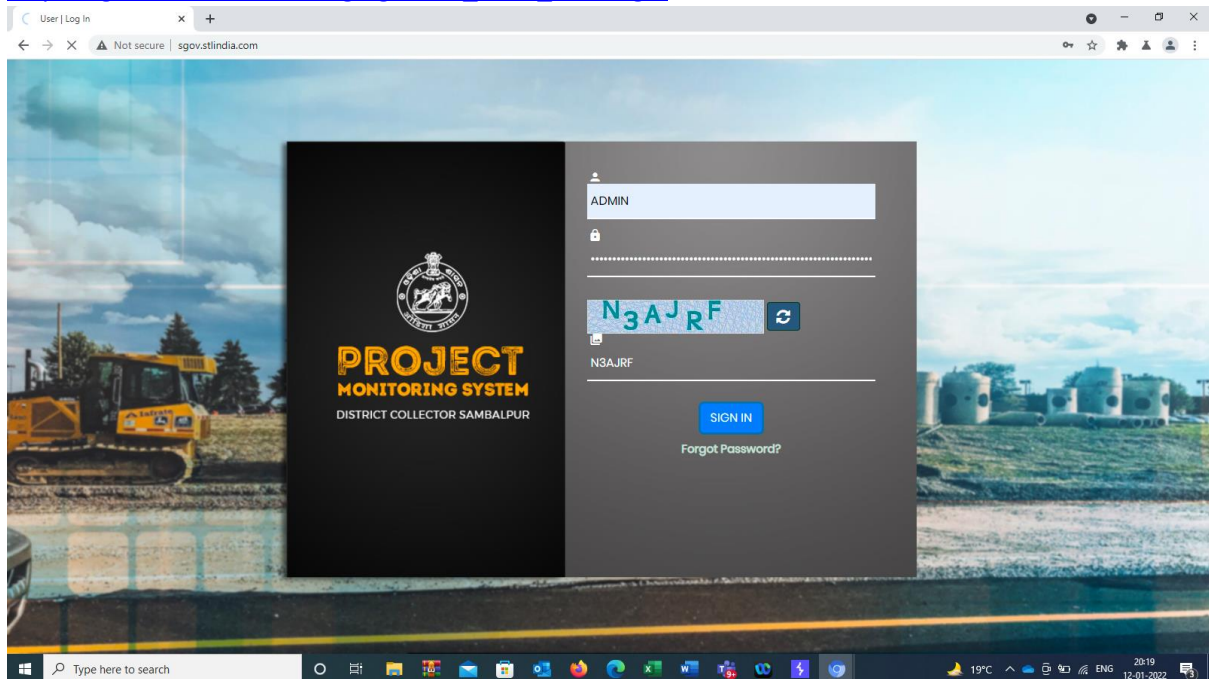 User | Log In
Not secure | sgov.stlindia.com
ADMIN
N3AJRF
N3AJRF
PROJECT
MONITORING SYSTEM
DISTRICT COLLECTOR SAMBALPUR
SIGN IN
Forgot Password?
Type here to search
19°C
ENG
20:19
12-01-2022